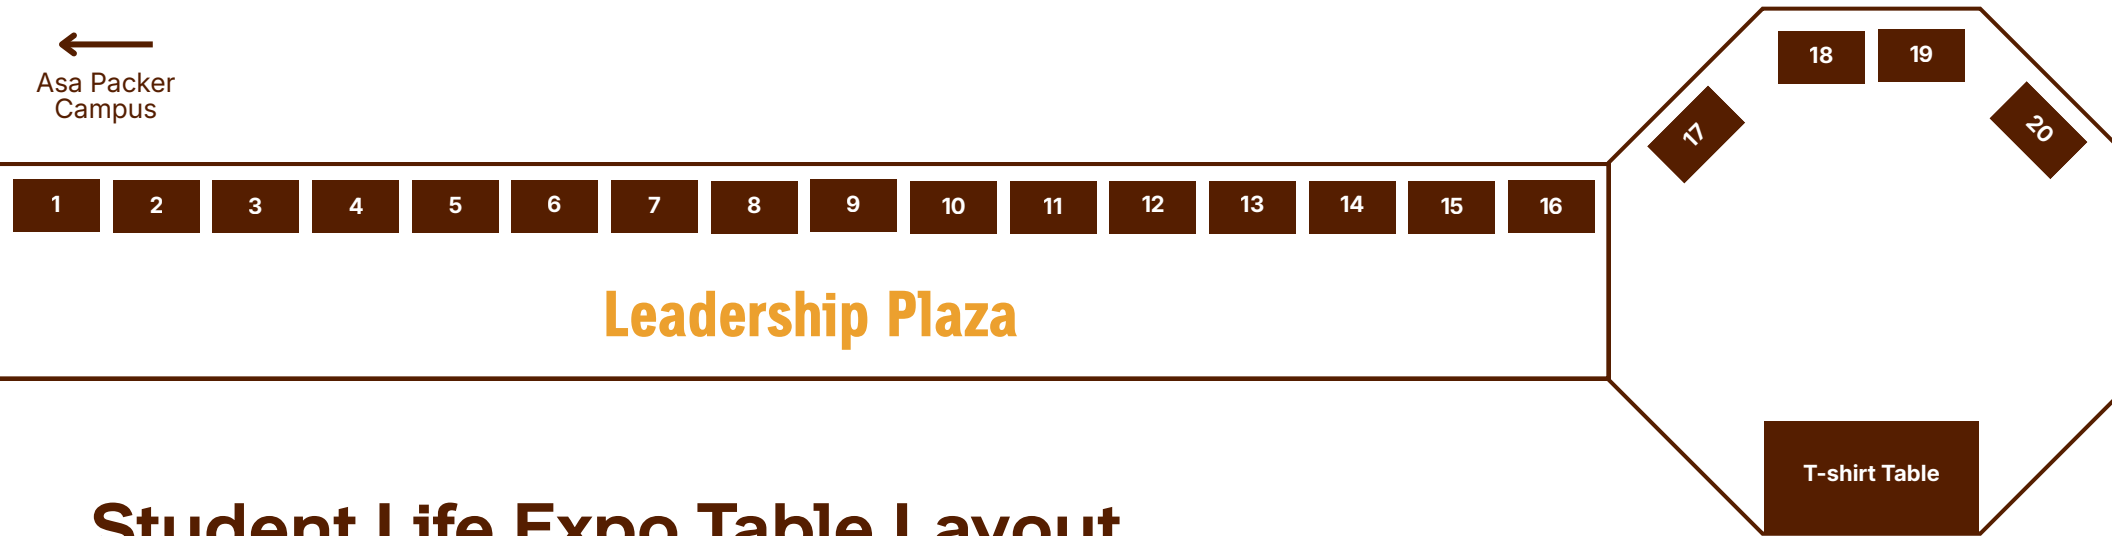 Asa Packer
Campus
18 19
17 20
1 2 3 4 5 6 7 8 9 10 11 12 13 14 15 16
Leadership Plaza
T-shirt Table
Student Life Expo Table Layout